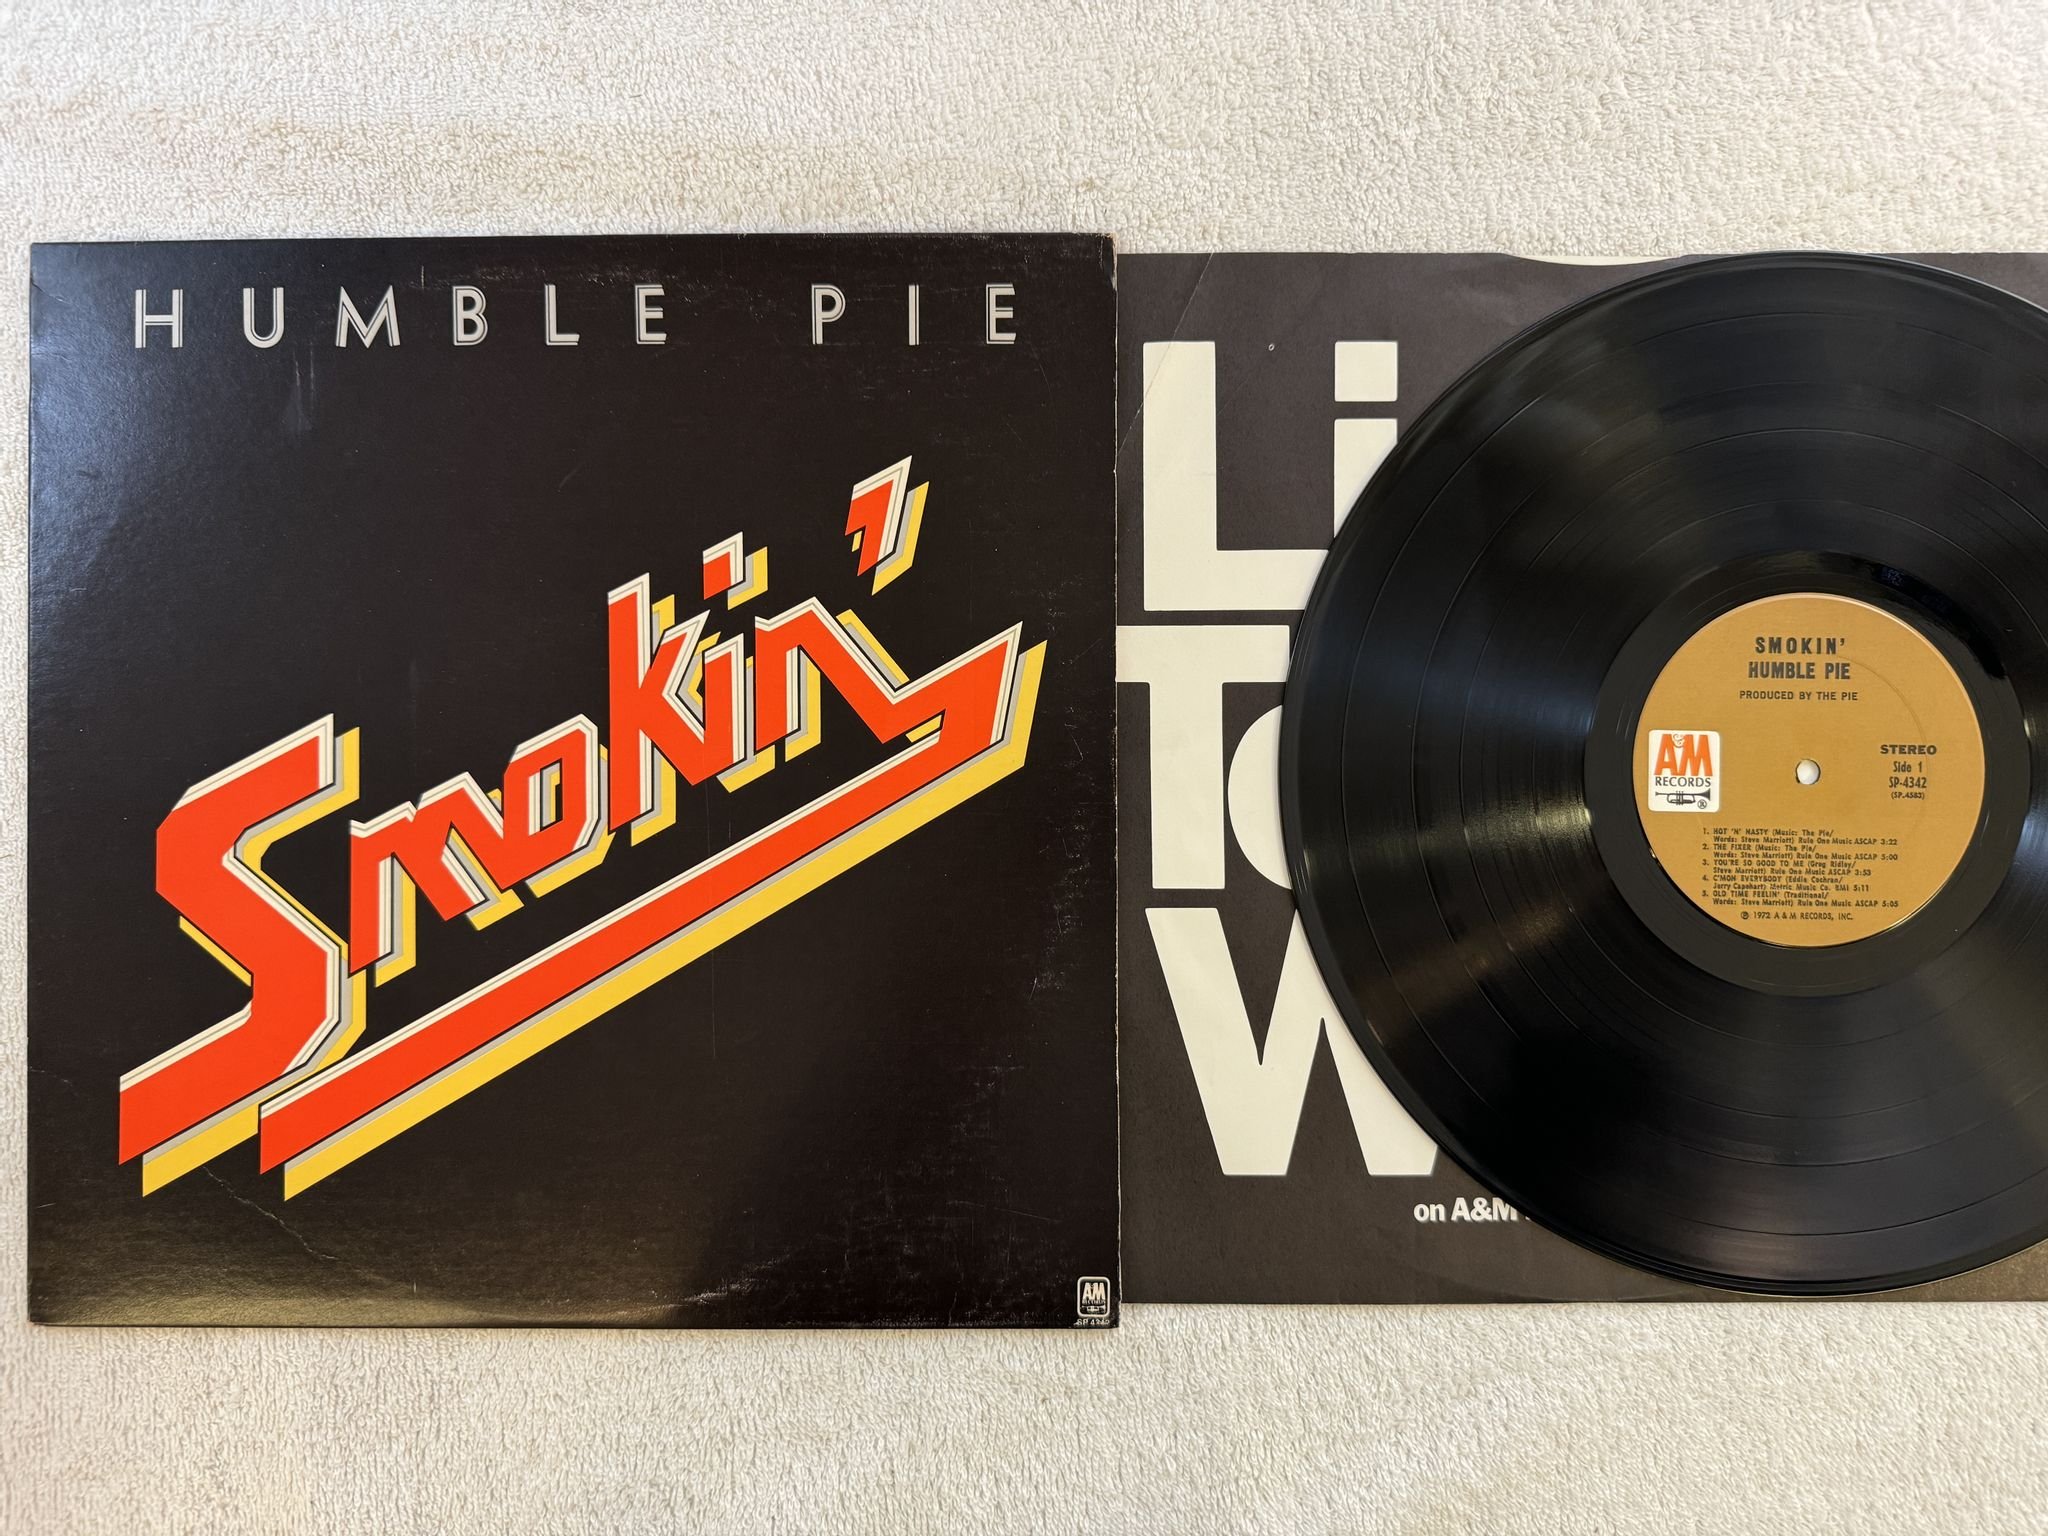 HUMBLE PIE
Smokin'
A&M
RECORDS
SP 4342
Li
To
W
on A&M
SMOKIN'
HUMBLE PIE
PRODUCED BY THE PIE
A&M
RECORDS
STEREO
Side 1
SP-4342
(SP.4583)
1. HOT 'N' NASTY (Music: The Pie/
Words: Steve Marriott) Rule One Music ASCAP 3:22
2. THE FIXER (Music: The Pie/
Words: Steve Marriott) Rule One Music ASCAP 5:00
3. YOU'RE SO GOOD TO ME (Greg Ridley/
Steve Marriott) Rule One Music ASCAP 3:53
4. C'MON EVERYBODY (Eddie Cochran/
Jerry Capehart) Metric Music Co. BMI 5:11
5. OLD TIME FEELIN' (Traditional/
Words: Steve Marriott) Rule One Music ASCAP 5:05
℗ 1972 A & M RECORDS, INC.